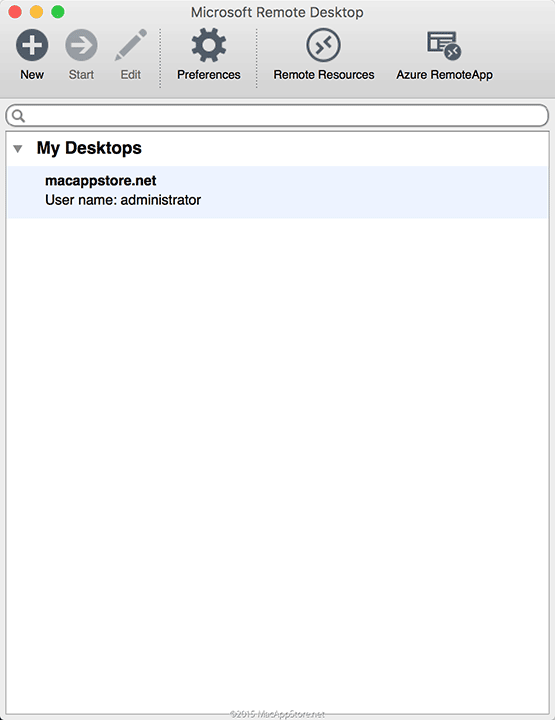 Microsoft Remote Desktop
New Start Edit Preferences Remote Resources Azure RemoteApp
My Desktops
macappstore.net
User name: administrator
©2015 MacAppStore.net